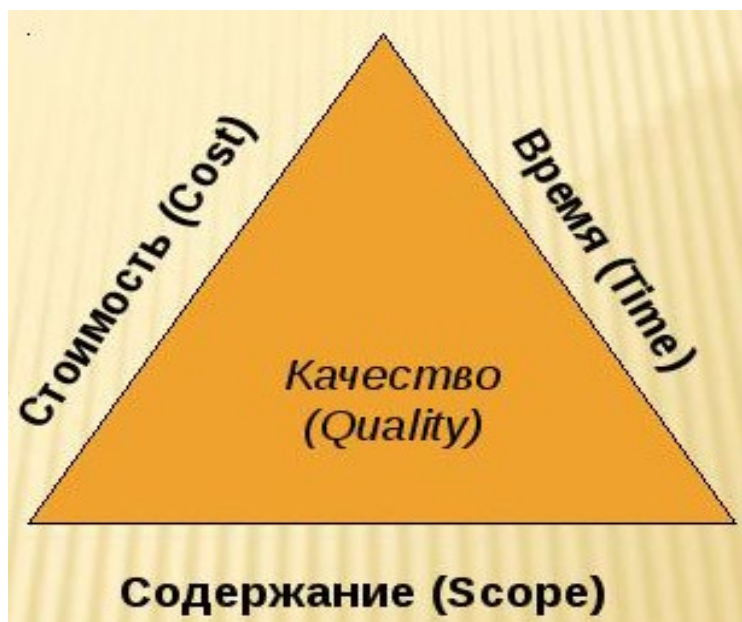 Стоимость (Cost)
Время (Time)
Качество
(Quality)
Содержание (Scope)